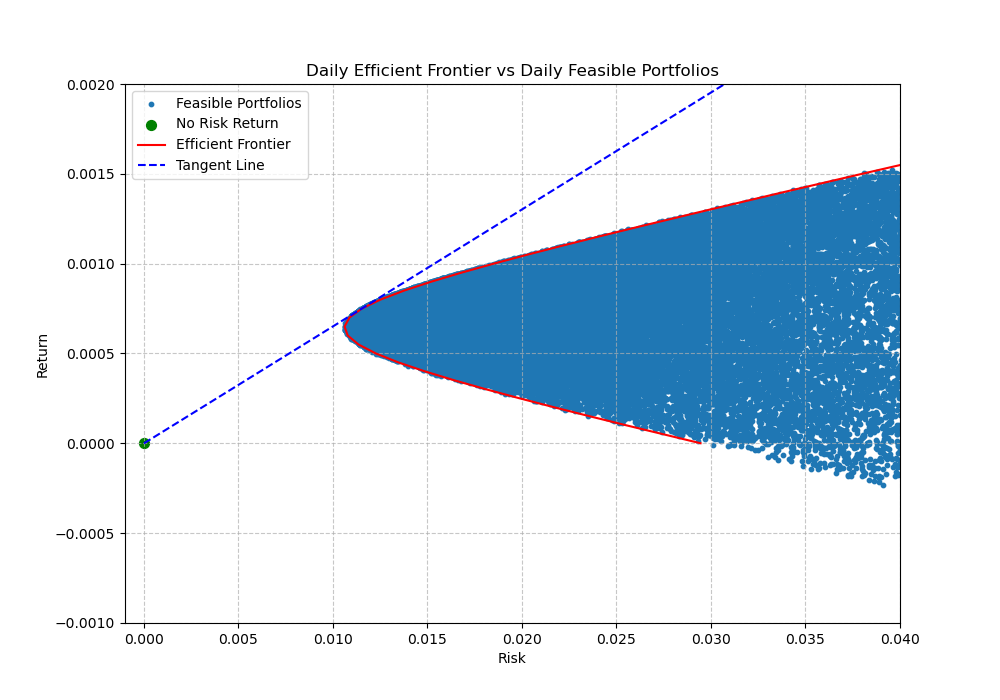 Daily Efficient Frontier vs Daily Feasible Portfolios
Feasible Portfolios
No Risk Return
Efficient Frontier
Tangent Line
Return
0.0020
0.0015
0.0010
0.0005
0.0000
−0.0005
−0.0010
0.000 0.005 0.010 0.015 0.020 0.025 0.030 0.035 0.040
Risk